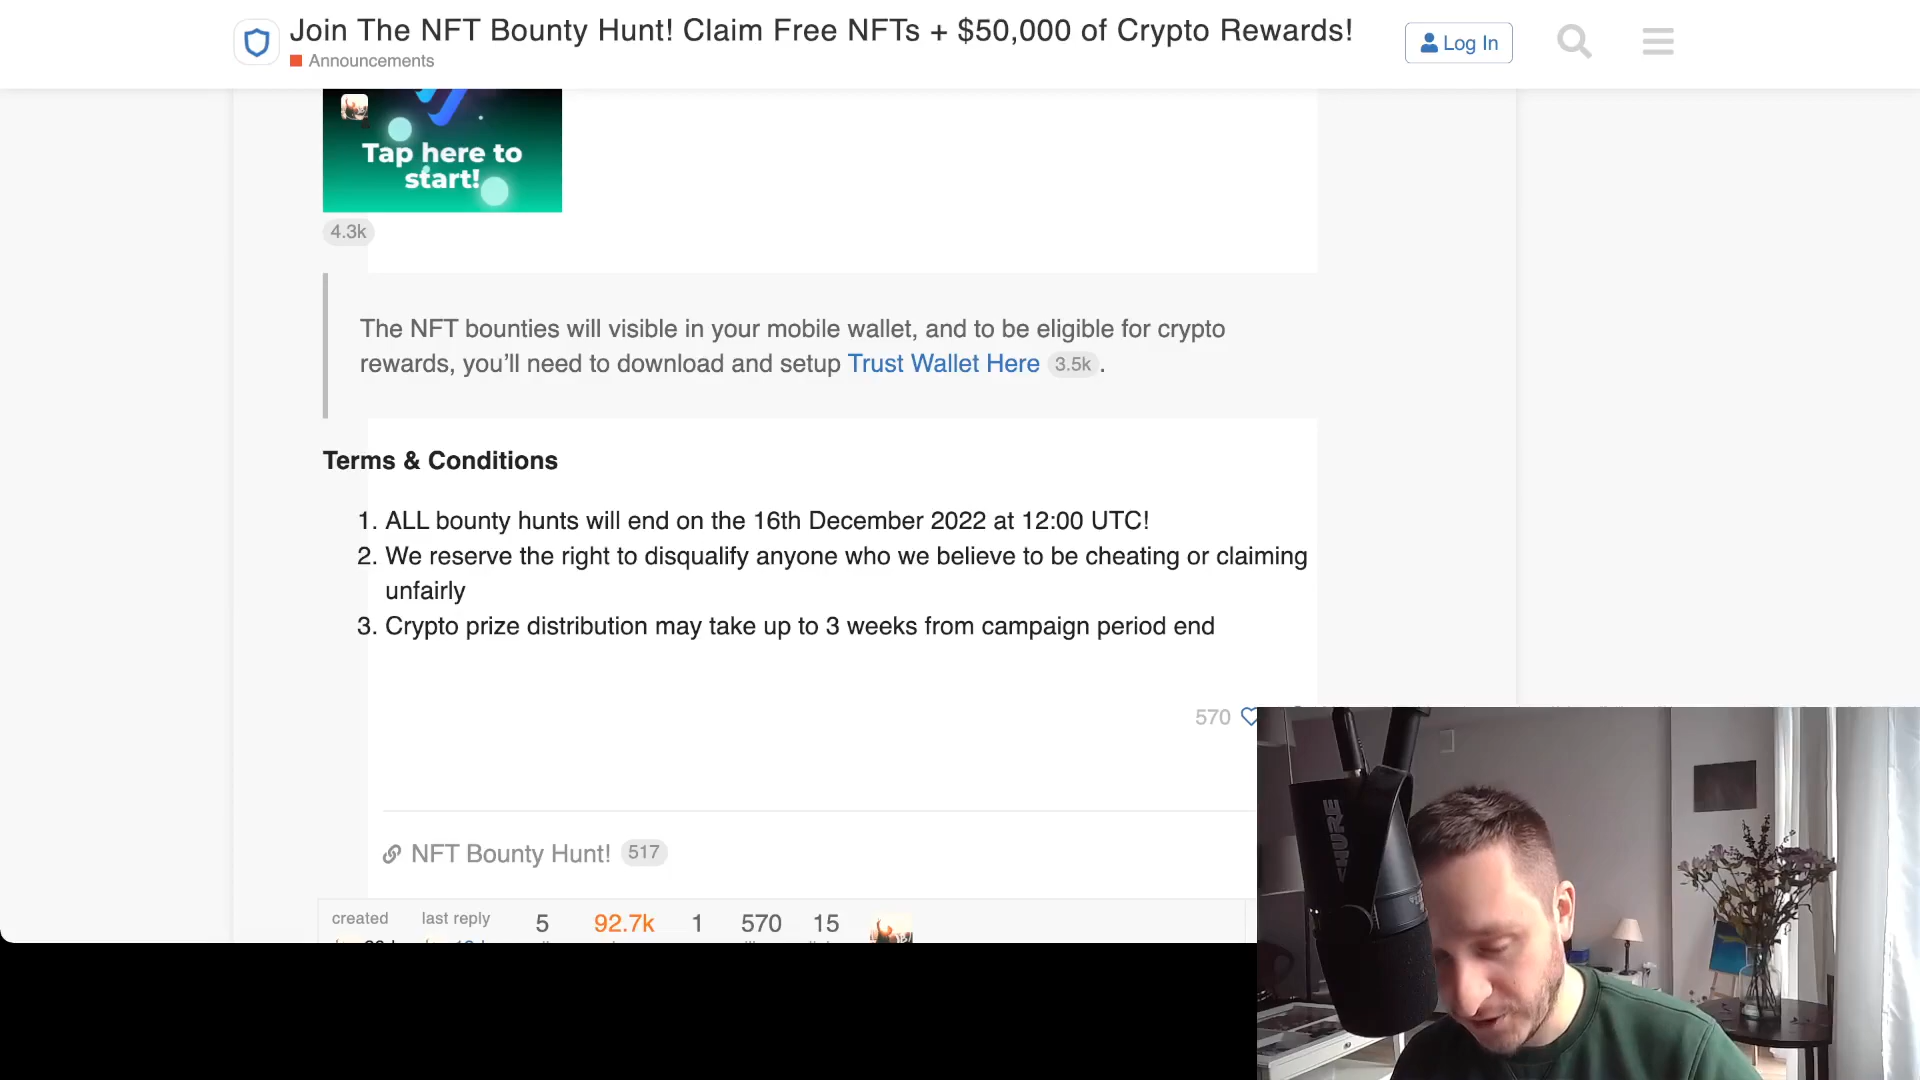 Join The NFT Bounty Hunt! Claim Free NFTs + $50,000 of Crypto Rewards!
Announcements
Log In
Tap here to
start!
4.3k
The NFT bounties will visible in your mobile wallet, and to be eligible for crypto
rewards, you’ll need to download and setup Trust Wallet Here 3.5k .
Terms & Conditions
1. ALL bounty hunts will end on the 16th December 2022 at 12:00 UTC!
2. We reserve the right to disqualify anyone who we believe to be cheating or claiming
unfairly
3. Crypto prize distribution may take up to 3 weeks from campaign period end
570
NFT Bounty Hunt! 517
created last reply 5 92.7k 1 570 15
SHURE